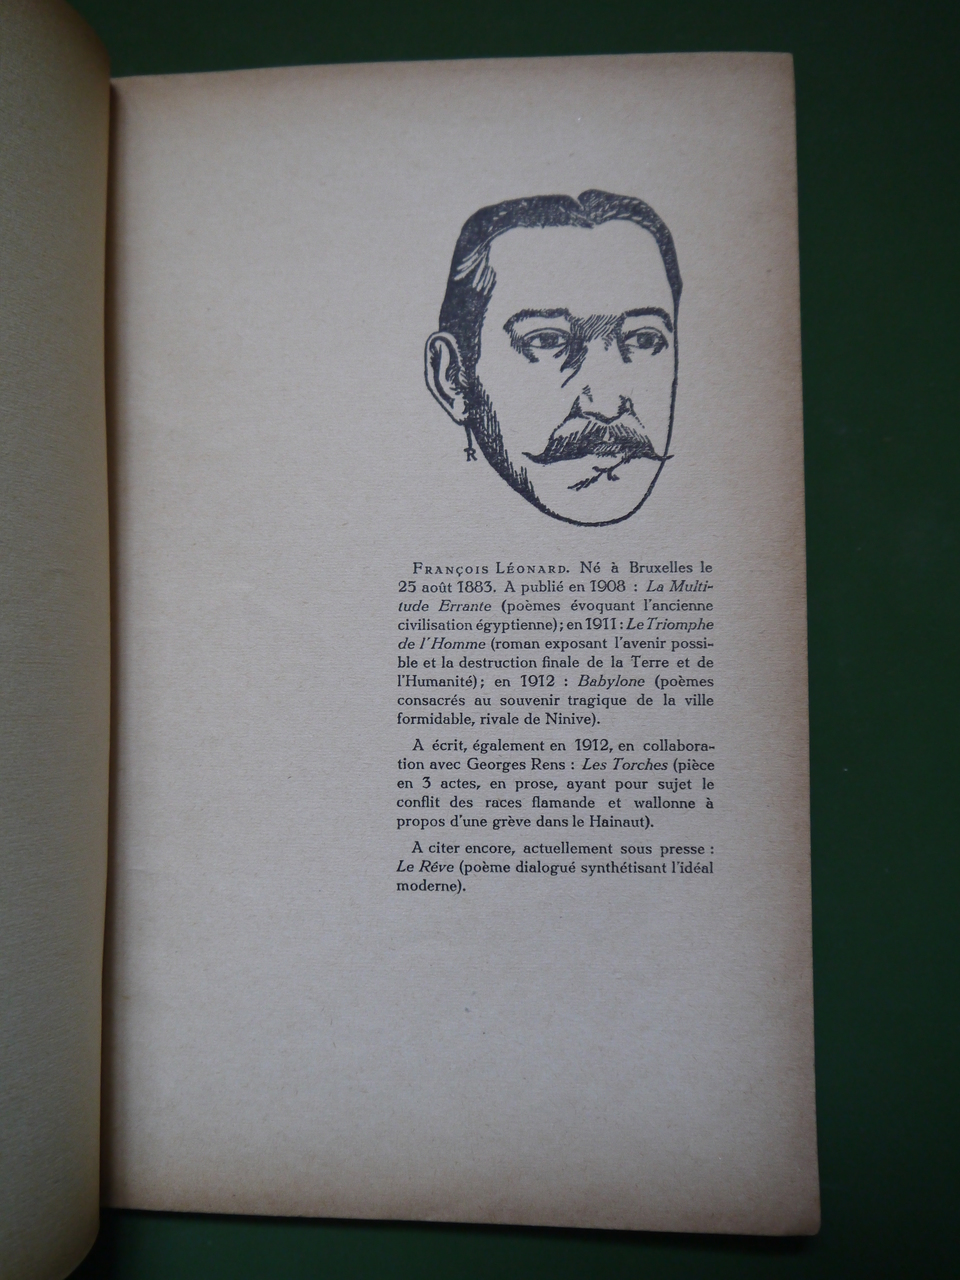 R
FRANÇOIS LÉONARD. Né à Bruxelles le
25 août 1883. A publié en 1908 : La Multi-
tude Errante (poèmes évoquant l'ancienne
civilisation égyptienne); en 1911 : Le Triomphe
de l'Homme (roman exposant l'avenir possi-
ble et la destruction finale de la Terre et de
l'Humanité); en 1912 : Babylone (poèmes
consacrés au souvenir tragique de la ville
formidable, rivale de Ninive).
A écrit, également en 1912, en collabora-
tion avec Georges Rens : Les Torches (pièce
en 3 actes, en prose, ayant pour sujet le
conflit des races flamande et wallonne à
propos d'une grève dans le Hainaut).
A citer encore, actuellement sous presse :
Le Rêve (poème dialogué synthétisant l'idéal
moderne).